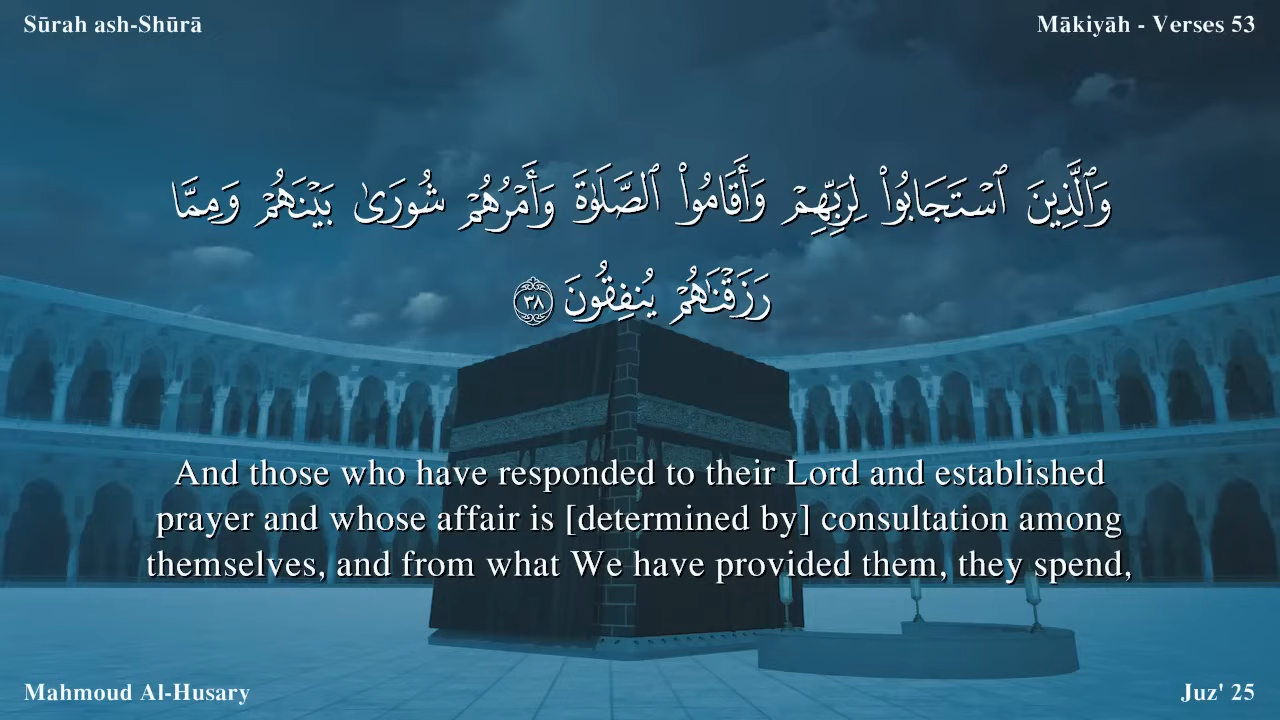 Sūrah ash-Shūrā
Mākiyāh - Verses 53
وَٱلَّذِينَ ٱسْتَجَابُوا۟ لِرَبِّهِمْ وَأَقَامُوا۟ ٱلصَّلَوٰةَ وَأَمْرُهُمْ شُورَىٰ بَيْنَهُمْ وَمِمَّا
رَزَقْنَـٰهُمْ يُنفِقُونَ ٣٨
And those who have responded to their Lord and established
prayer and whose affair is [determined by] consultation among
themselves, and from what We have provided them, they spend,
Mahmoud Al-Husary
Juz' 25